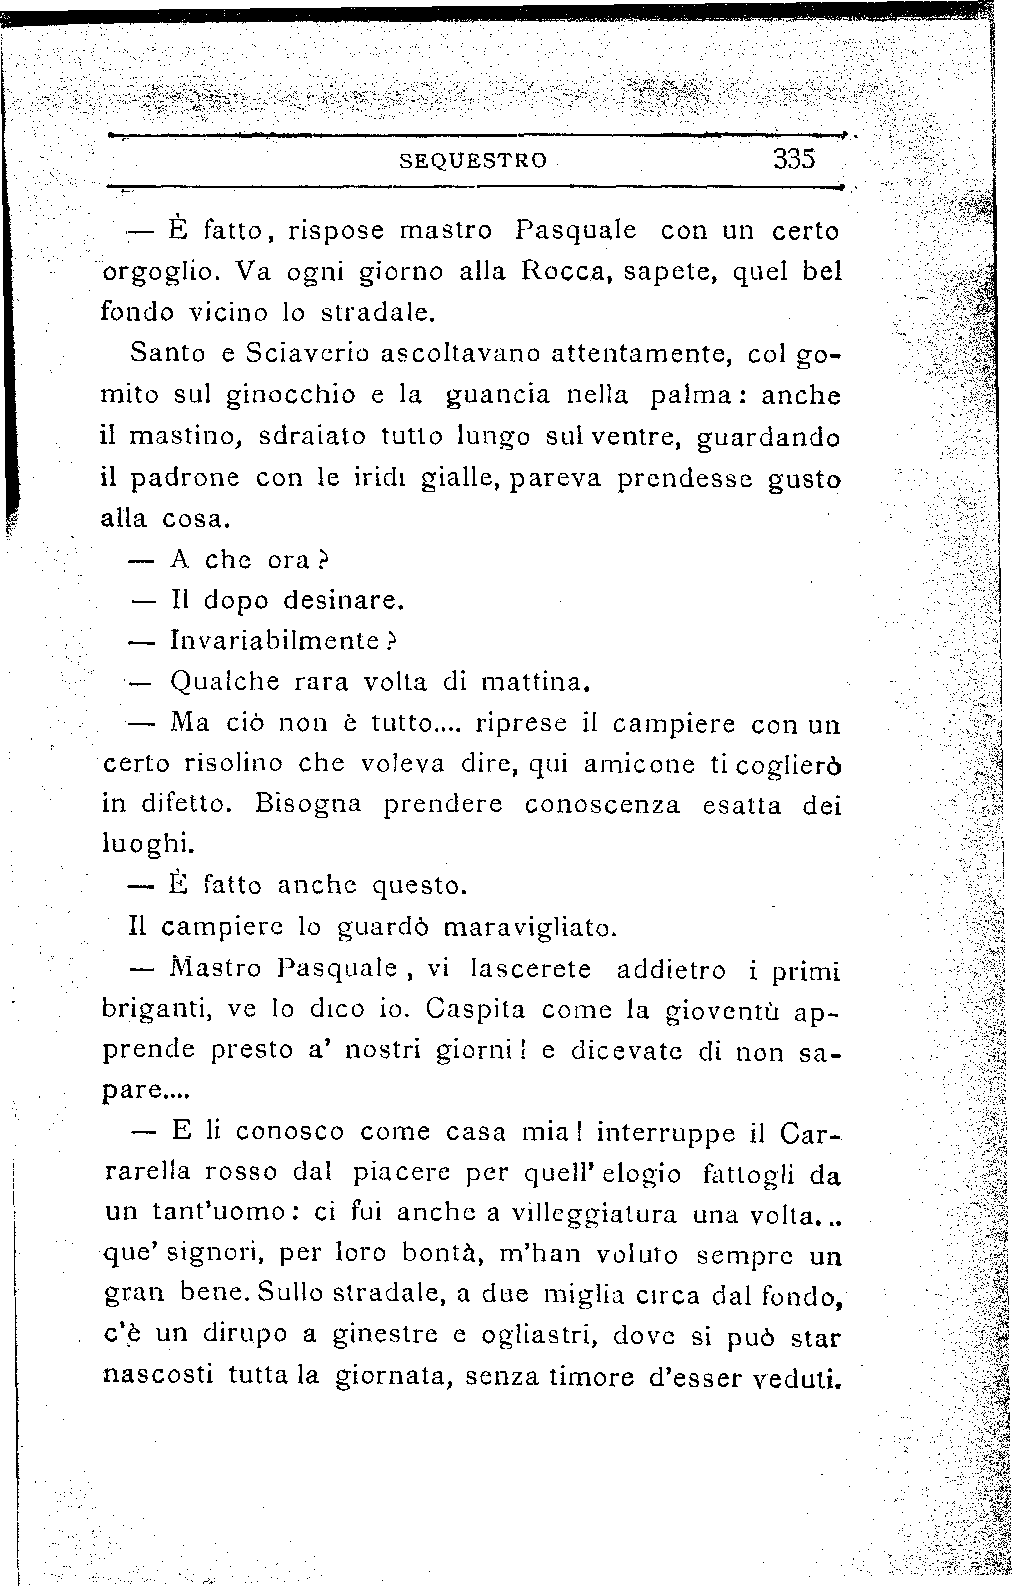 SEQUESTRO 335
— È fatto, rispose mastro Pasquale con un certo
orgoglio. Va ogni giorno alla Rocca, sapete, quel bel
fondo vicino lo stradale.
Santo e Sciaverio ascoltavano attentamente, col go-
mito sul ginocchio e la guancia nella palma: anche
il mastino, sdraiato tutto lungo sul ventre, guardando
il padrone con le iridi gialle, pareva prendesse gusto
alla cosa.
— A che ora?
— Il dopo desinare.
— Invariabilmente?
— Qualche rara volta di mattina.
— Ma ciò non è tutto.... riprese il campiere con un
certo risolino che voleva dire, qui amicone ti coglierò
in difetto. Bisogna prendere conoscenza esatta dei
luoghi.
— È fatto anche questo.
Il campiere lo guardò maravigliato.
— Mastro Pasquale, vi lascerete addietro i primi
briganti, ve lo dico io. Caspita come la gioventù ap-
prende presto a' nostri giorni! e dicevate di non sa-
pare....
— E li conosco come casa mia! interruppe il Car-
rarella rosso dal piacere per quell'elogio fattogli da
un tant'uomo: ci fui anche a villeggiatura una volta...
que' signori, per loro bontà, m'han voluto sempre un
gran bene. Sullo stradale, a due miglia circa dal fondo,
c'è un dirupo a ginestre e ogliastri, dove si può star
nascosti tutta la giornata, senza timore d'esser veduti.